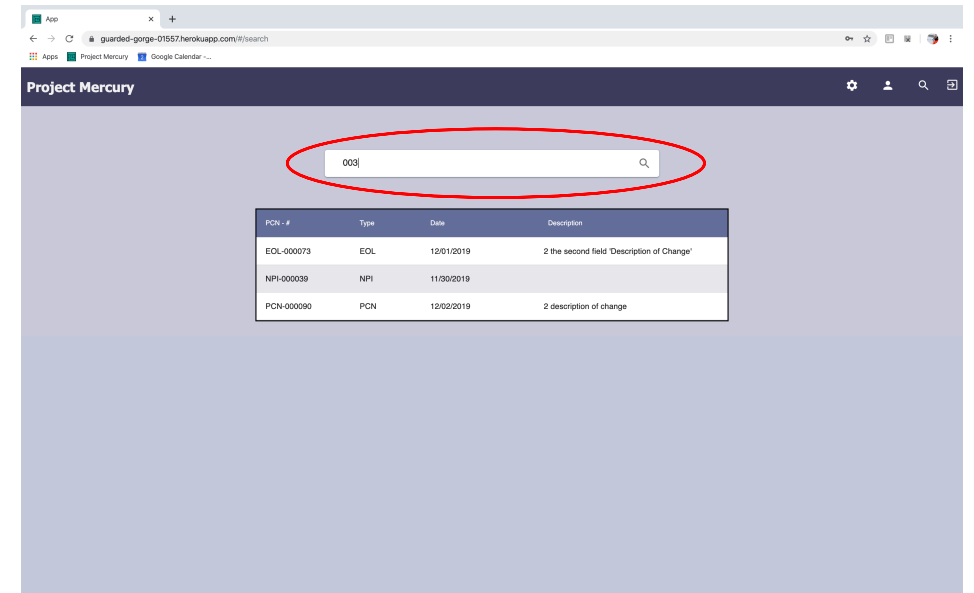 App
guarded-gorge-01557.herokuapp.com/#/search
Apps Project Mercury Google Calendar -...
Project Mercury
003
PCN - # Type Date Description
EOL-000073 EOL 12/01/2019 2 the second field 'Description of Change'
NPI-000039 NPI 11/30/2019
PCN-000090 PCN 12/02/2019 2 description of change